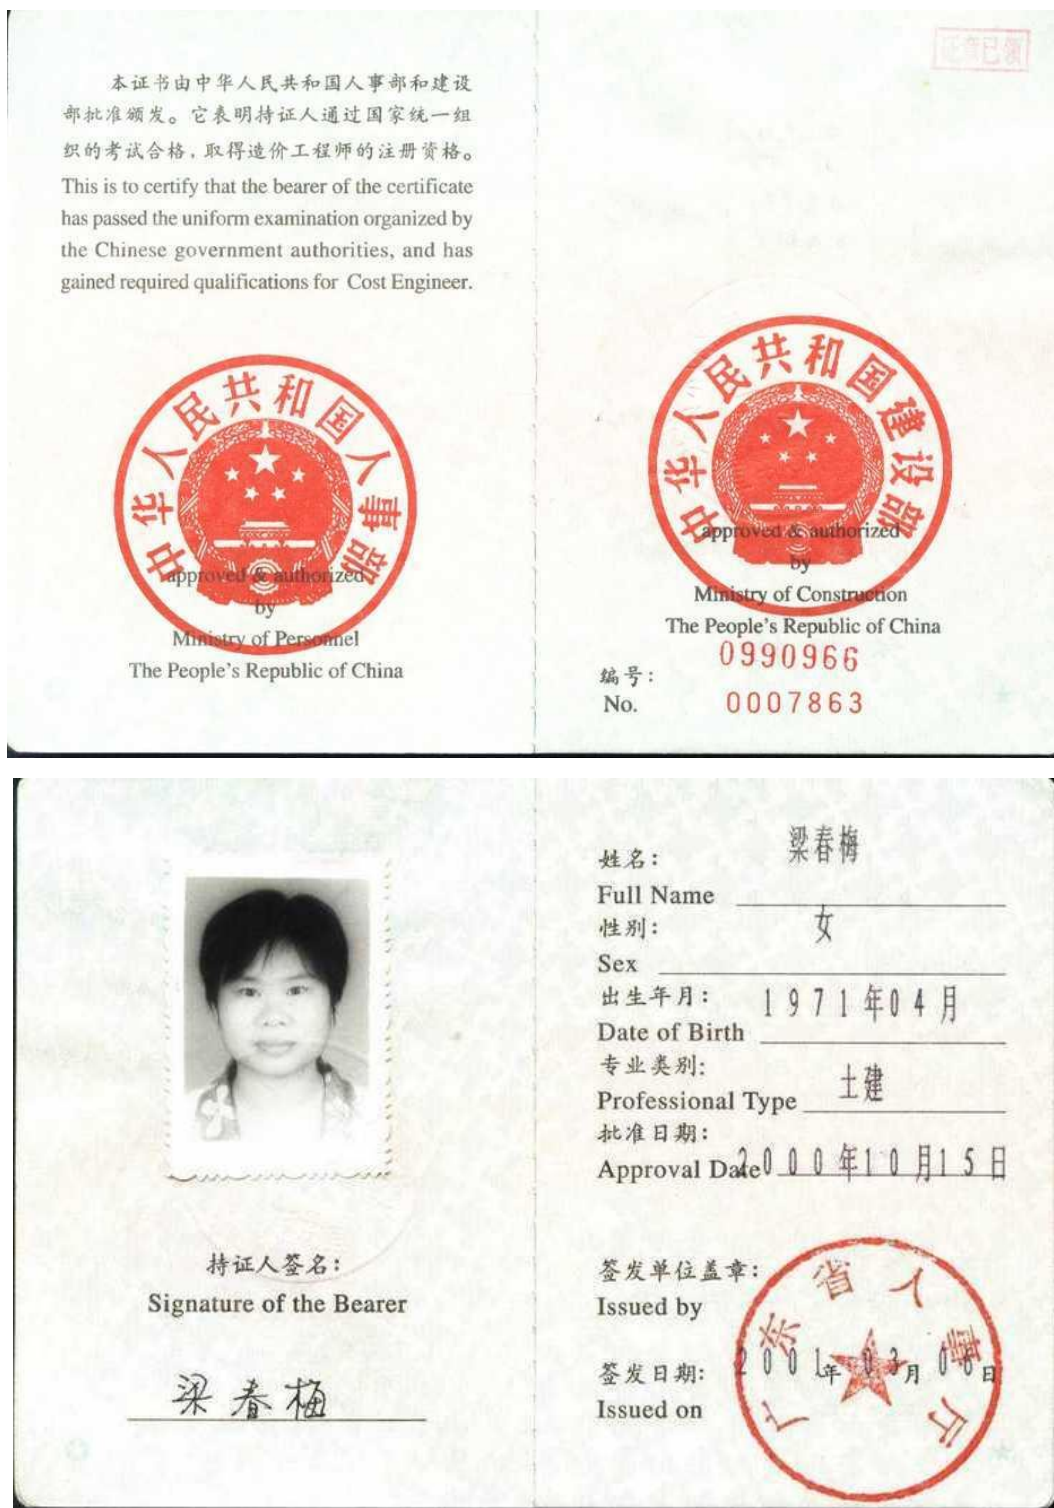 证章已领
本证书由中华人民共和国人事部和建设
部批准颁发。它表明持证人通过国家统一组
织的考试合格，取得造价工程师的注册资格。
This is to certify that the bearer of the certificate
has passed the uniform examination organized by
the Chinese government authorities, and has
gained required qualifications for Cost Engineer.
中华人民共和国人事部
approved & authorized
by
Ministry of Personnel
The People's Republic of China
中华人民共和国建设部
approved & authorized
by
Ministry of Construction
The People's Republic of China
0990966
编号：
No. 0007863
持证人签名：
Signature of the Bearer
梁春梅
姓名： 梁春梅
Full Name
性别： 女
Sex
出生年月： 1971年04月
Date of Birth
专业类别： 土建
Professional Type
批准日期：
Approval Date 2000年10月15日
签发单位盖章：
Issued by
广东省人事厅
签发日期： 2001年03月06日
Issued on